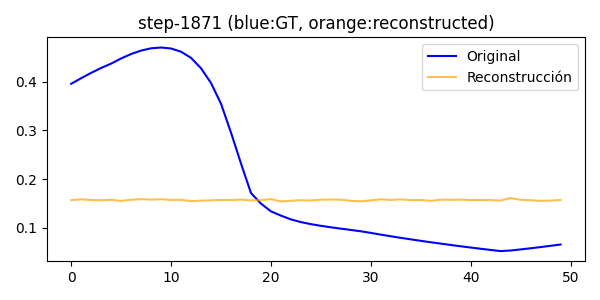 step-1871 (blue:GT, orange:reconstructed)
Original
Reconstrucción
0.4
0.3
0.2
0.1
0 10 20 30 40 50